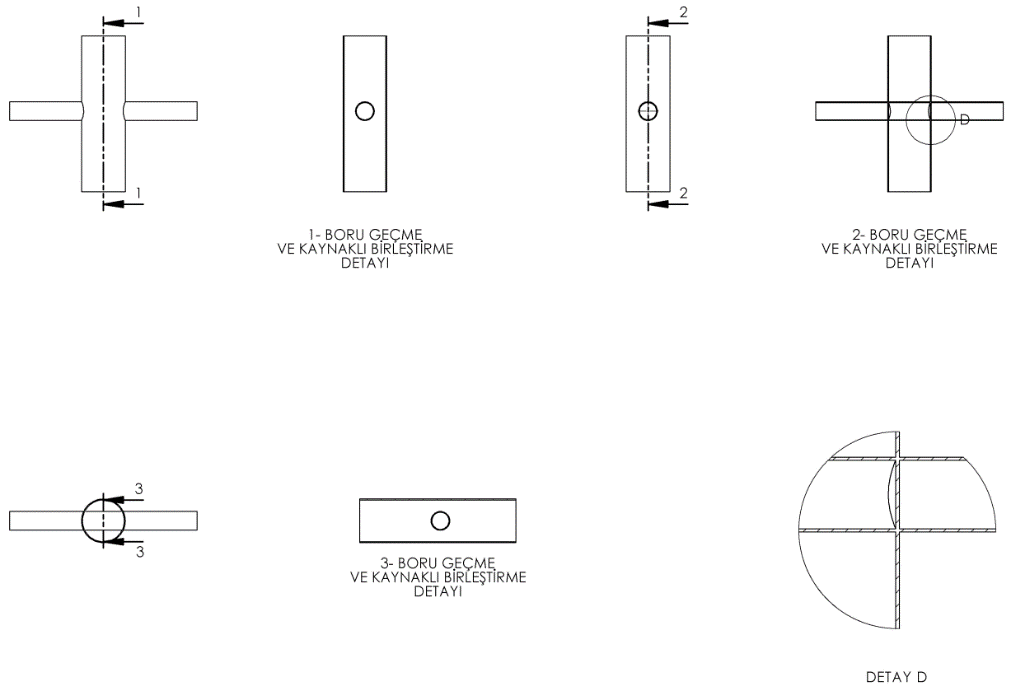 1
2
1
2
D
1- BORU GEÇME
VE KAYNAKLI BİRLEŞTİRME
DETAYI
2- BORU GEÇME
VE KAYNAKLI BİRLEŞTİRME
DETAYI
3
3
3- BORU GEÇME
VE KAYNAKLI BİRLEŞTİRME
DETAYI
DETAY D